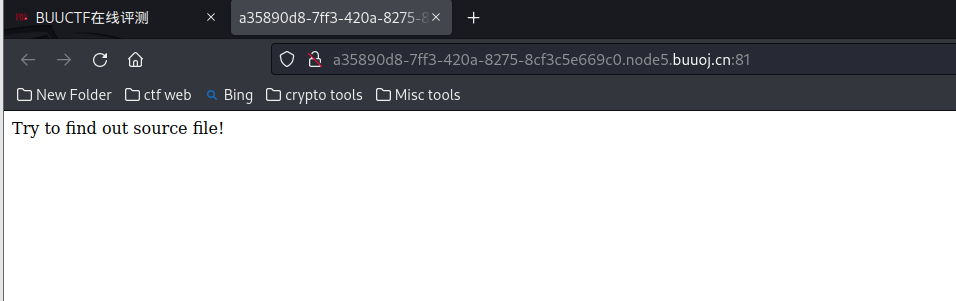 BUUCTF在线评测
a35890d8-7ff3-420a-8275-8
a35890d8-7ff3-420a-8275-8cf3c5e669c0.node5.buuoj.cn:81
New Folder ctf web Bing crypto tools Misc tools
Try to find out source file!